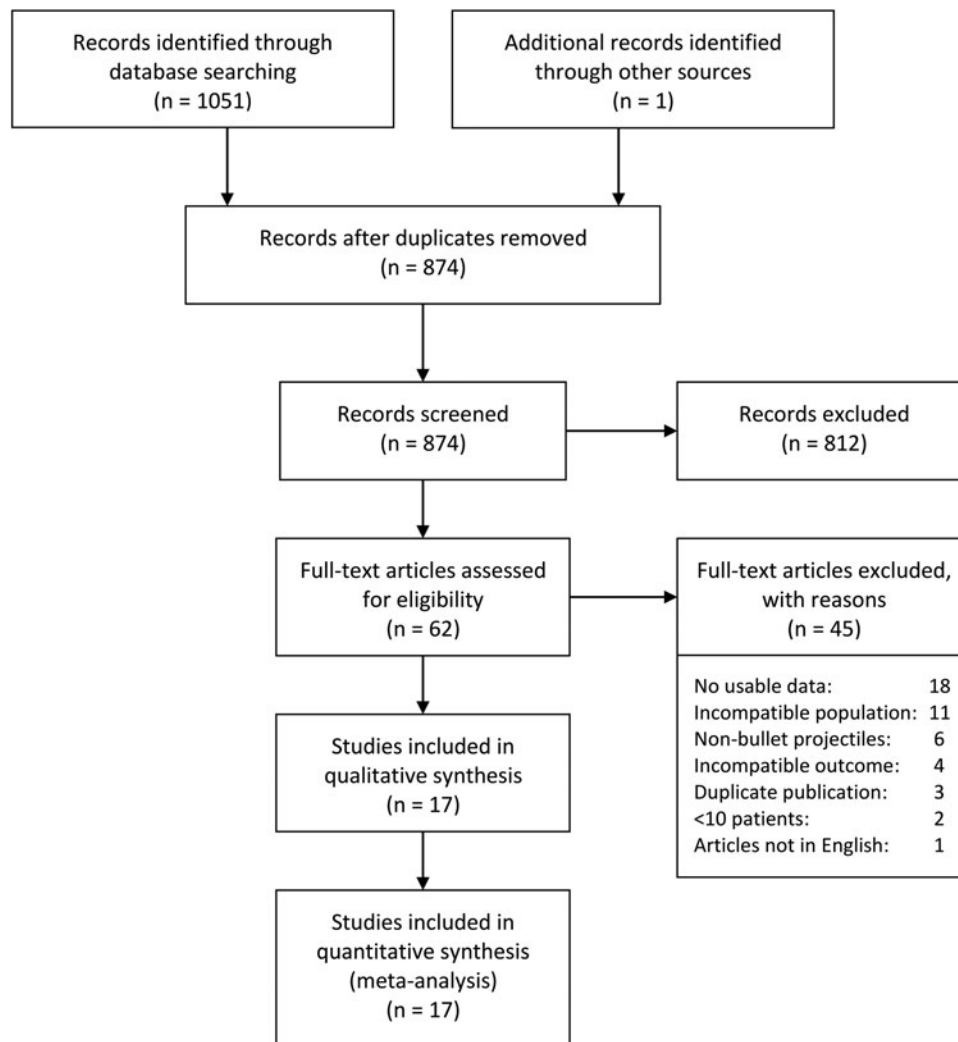 Records identified through
database searching
(n = 1051)
Additional records identified
through other sources
(n = 1)
Records after duplicates removed
(n = 874)
Records screened
(n = 874)
Records excluded
(n = 812)
Full-text articles assessed
for eligibility
(n = 62)
Full-text articles excluded,
with reasons
(n = 45)
No usable data: 18
Incompatible population: 11
Non-bullet projectiles: 6
Incompatible outcome: 4
Duplicate publication: 3
<10 patients: 2
Articles not in English: 1
Studies included in
qualitative synthesis
(n = 17)
Studies included in
quantitative synthesis
(meta-analysis)
(n = 17)